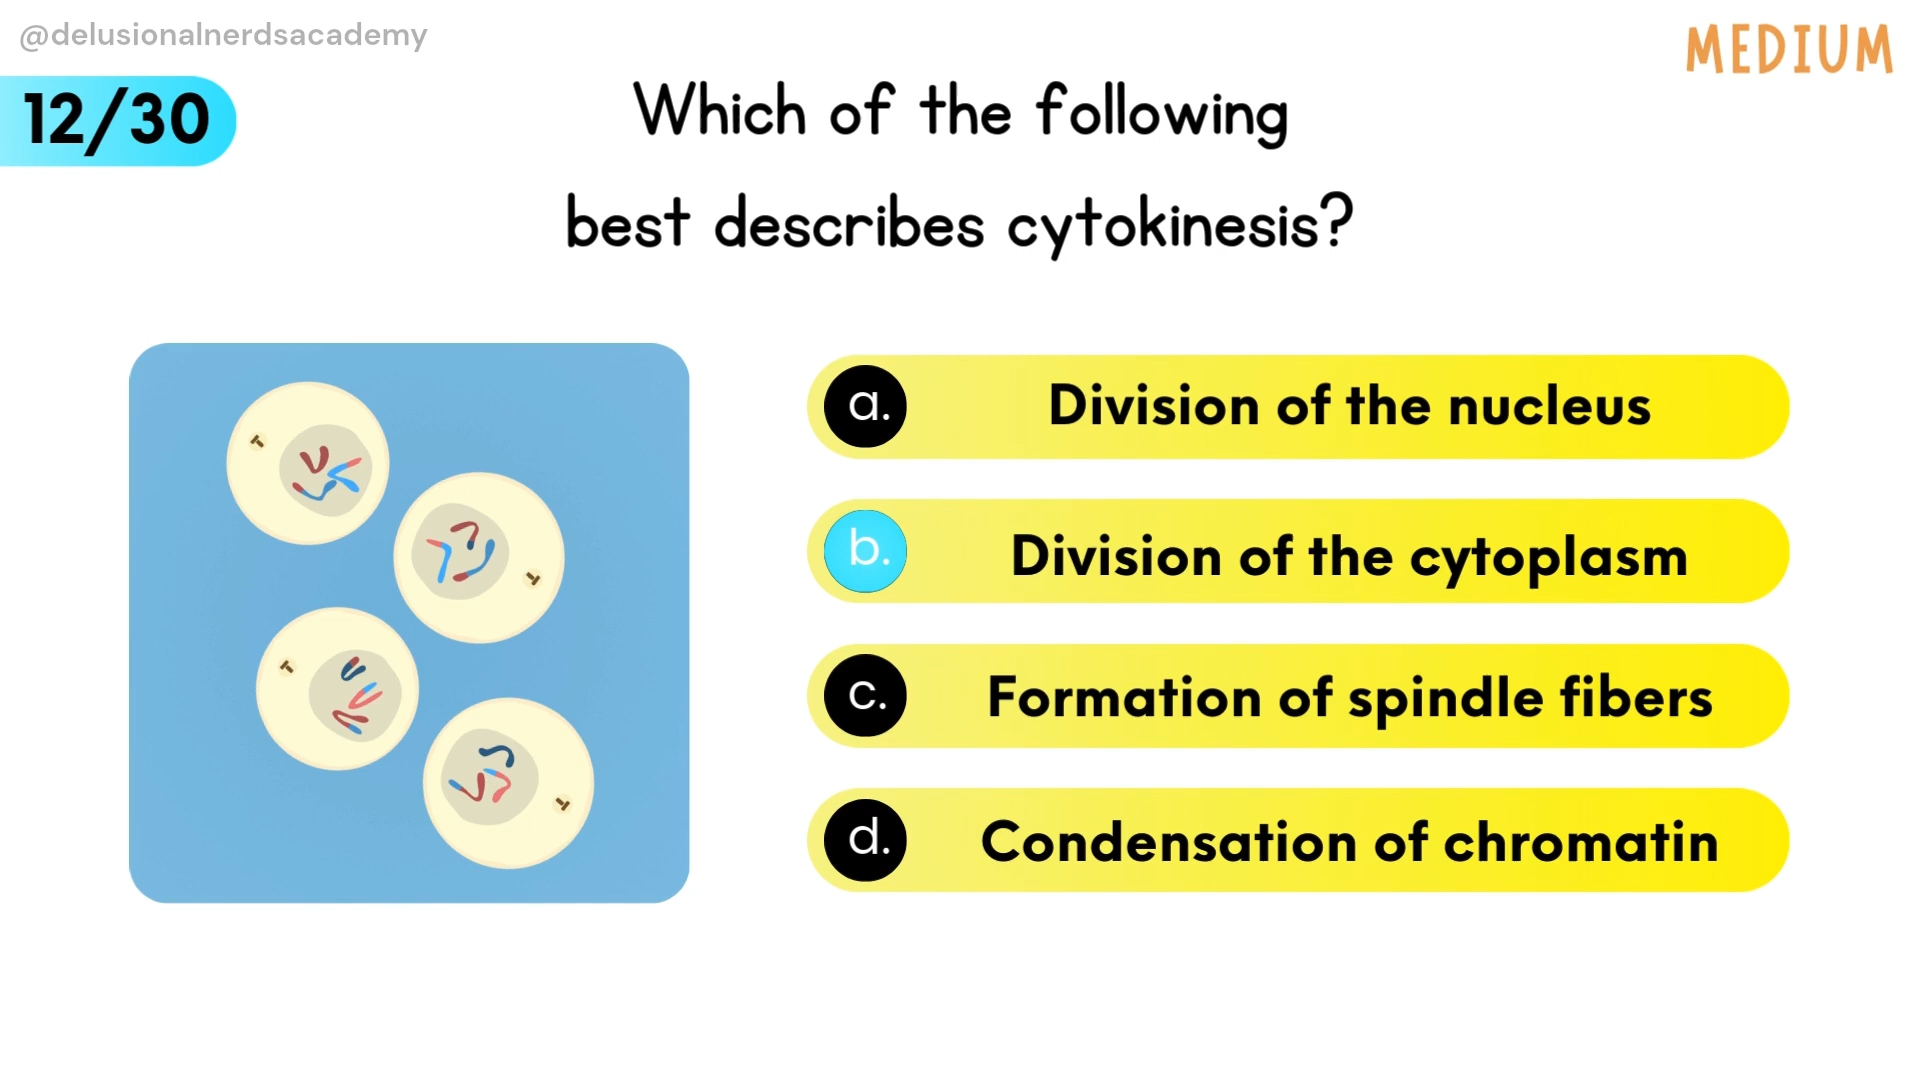 @delusionalnerdsacademy
MEDIUM
12/30
Which of the following
best describes cytokinesis?
a. Division of the nucleus
b. Division of the cytoplasm
c. Formation of spindle fibers
d. Condensation of chromatin